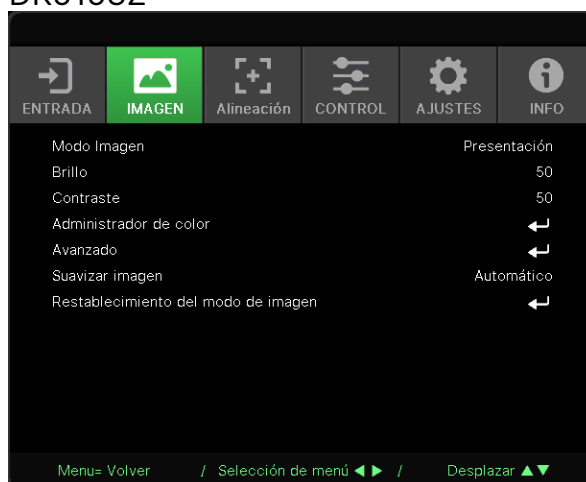 ENTRADA IMAGEN Alineación CONTROL AJUSTES INFO
Modo Imagen Presentación
Brillo 50
Contraste 50
Administrador de color
Avanzado
Suavizar imagen Automático
Restablecimiento del modo de imagen
Menu= Volver / Selección de menú ◀ ▶ / Desplazar ▲▼